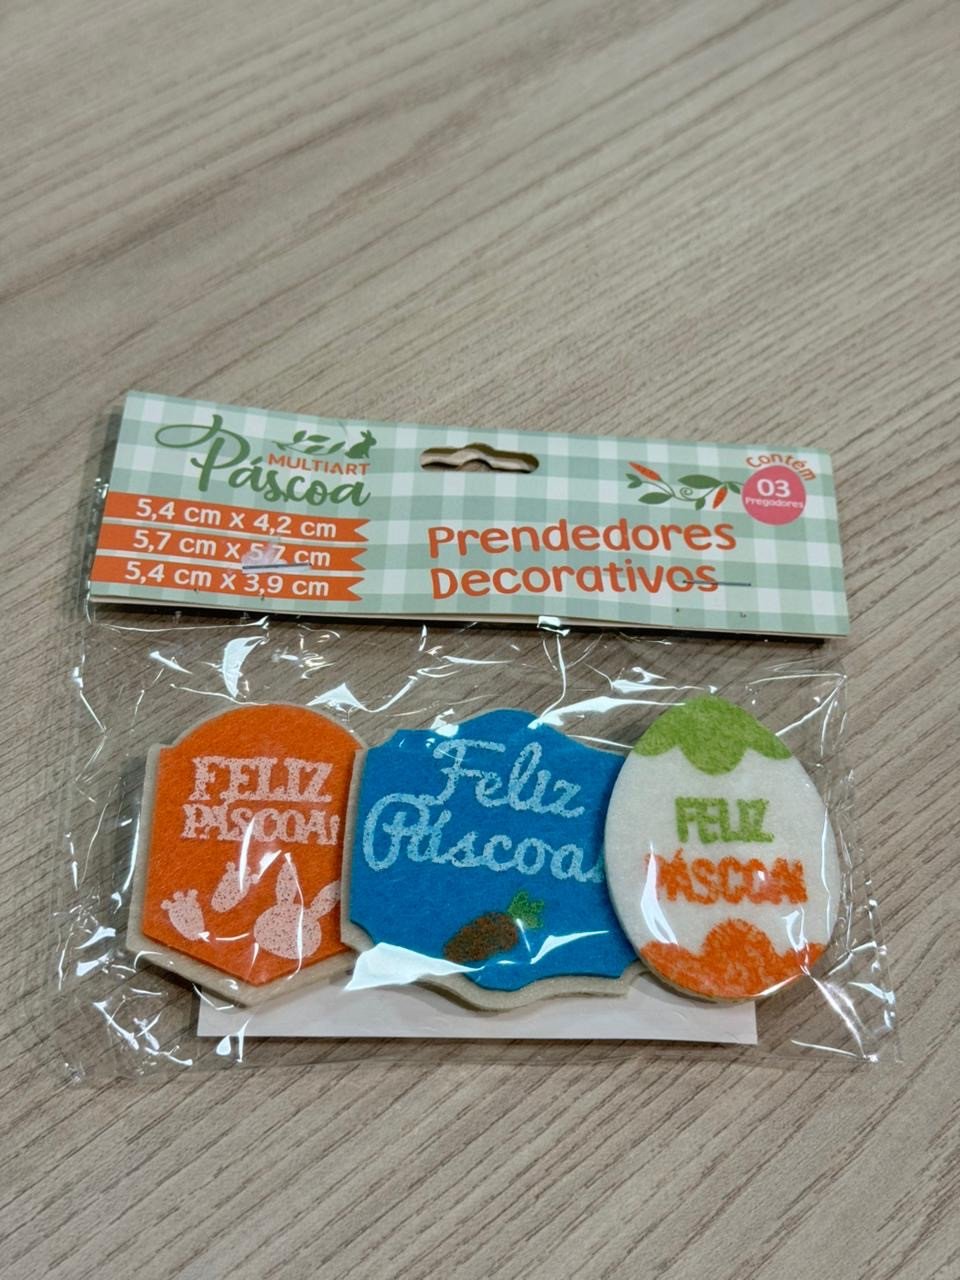 MULTIART
Páscoa
5,4 cm x 4,2 cm
5,7 cm x 5,7 cm
5,4 cm x 3,9 cm
Prendedores
Decorativos
Contém
03
Pregadores
FELIZ
PÁSCOA!
Feliz
Páscoa!
FELIZ
PÁSCOA!